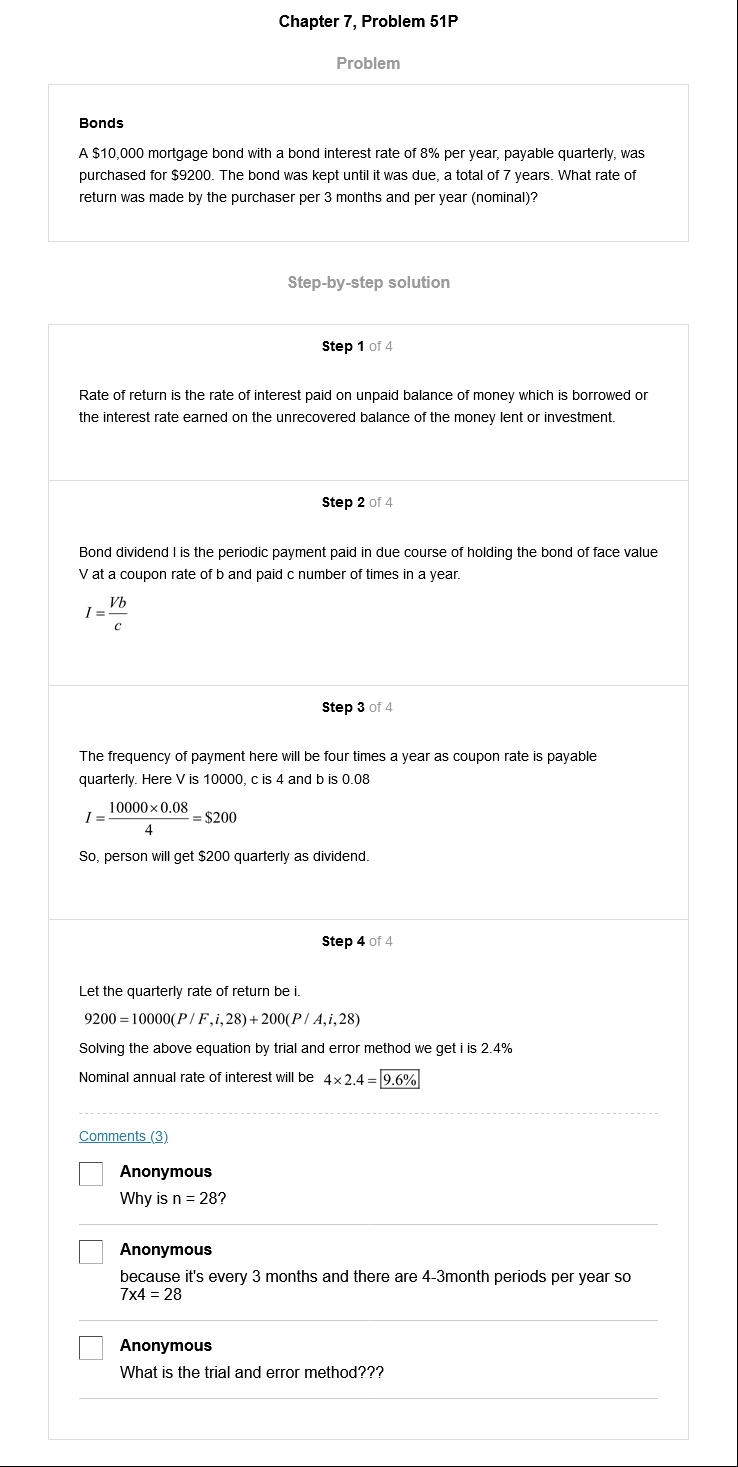 Chapter 7, Problem 51P
Problem
Bonds
A $10,000 mortgage bond with a bond interest rate of 8% per year, payable quarterly, was
purchased for $9200. The bond was kept until it was due, a total of 7 years. What rate of
return was made by the purchaser per 3 months and per year (nominal)?
Step-by-step solution
Step 1 of 4
Rate of return is the rate of interest paid on unpaid balance of money which is borrowed or
the interest rate earned on the unrecovered balance of the money lent or investment.
Step 2 of 4
Bond dividend I is the periodic payment paid in due course of holding the bond of face value
V at a coupon rate of b and paid c number of times in a year.
I = Vb/c
Step 3 of 4
The frequency of payment here will be four times a year as coupon rate is payable
quarterly. Here V is 10000, c is 4 and b is 0.08
I = 10000×0.08/4 = $200
So, person will get $200 quarterly as dividend.
Step 4 of 4
Let the quarterly rate of return be i.
9200 = 10000(P / F,i,28) + 200(P / A,i,28)
Solving the above equation by trial and error method we get i is 2.4%
Nominal annual rate of interest will be 4×2.4 = 9.6%
Comments (3)
Anonymous
Why is n = 28?
Anonymous
because it's every 3 months and there are 4-3month periods per year so
7x4 = 28
Anonymous
What is the trial and error method???